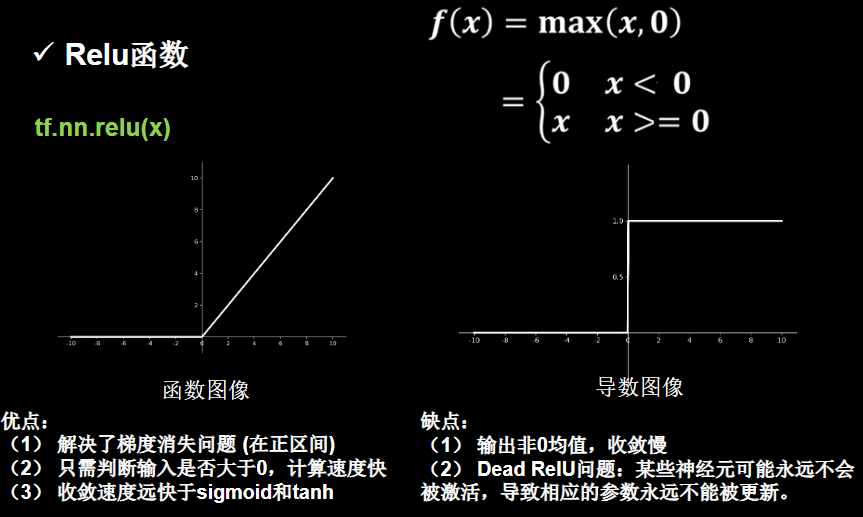 ✓ Relu函数
f(x) = max(x, 0)
= {0 x < 0
x x >= 0
tf.nn.relu(x)
10
8
6
4
2
-10 -8 -6 -4 -2 0 2 4 6 8 10
函数图像
1.0
0.5
-10 -8 -6 -4 -2 0 2 4 6 8 10
导数图像
优点：
（1） 解决了梯度消失问题 (在正区间)
（2） 只需判断输入是否大于0，计算速度快
（3） 收敛速度远快于sigmoid和tanh
缺点：
（1） 输出非0均值，收敛慢
（2） Dead RelU问题：某些神经元可能永远不会
被激活，导致相应的参数永远不能被更新。